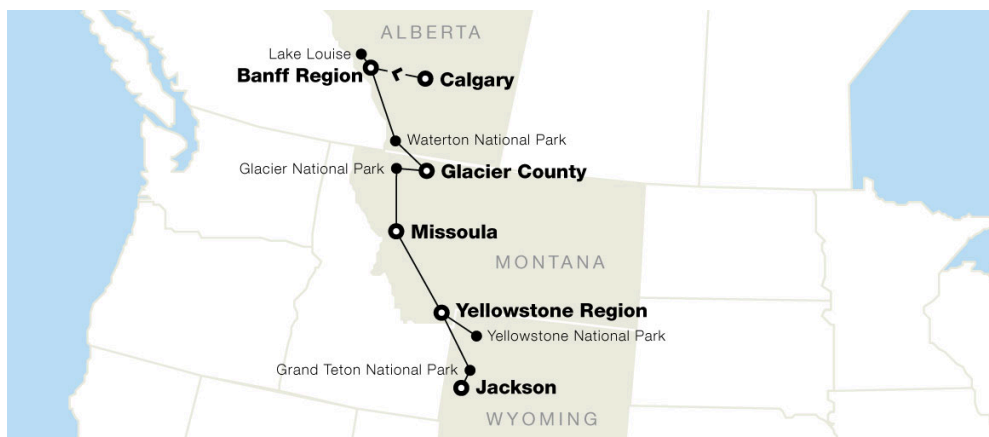 ALBERTA
Lake Louise
Banff Region
Calgary
Waterton National Park
Glacier National Park
Glacier County
Missoula
MONTANA
Yellowstone Region
Yellowstone National Park
Grand Teton National Park
Jackson
WYOMING